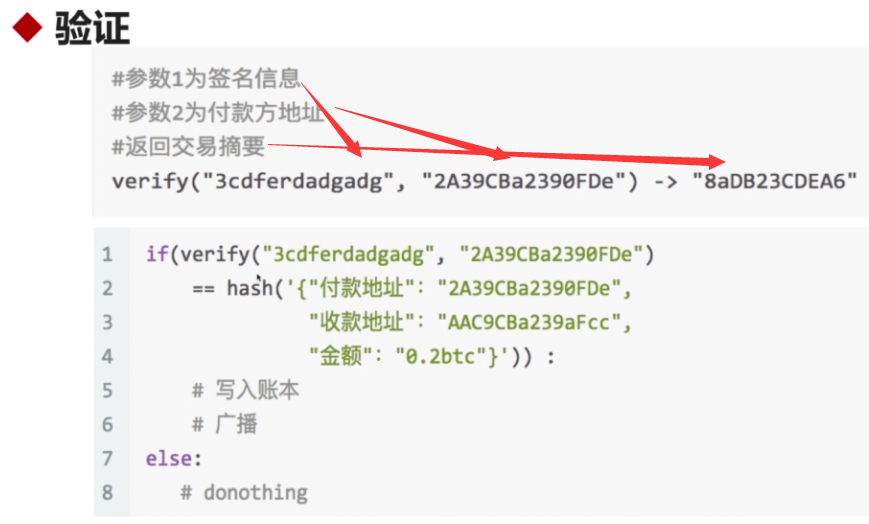 验证
#参数1为签名信息
#参数2为付款方地址
#返回交易摘要
verify("3cdferdadgadg", "2A39CBa2390FDe") -> "8aDB23CDEA6"
1 if(verify("3cdferdadgadg", "2A39CBa2390FDe")
2 == hash('{"付款地址": "2A39CBa2390FDe",
3 "收款地址": "AAC9CBa239aFcc",
4 "金额": "0.2btc"}')) :
5 # 写入账本
6 # 广播
7 else:
8 # donothing